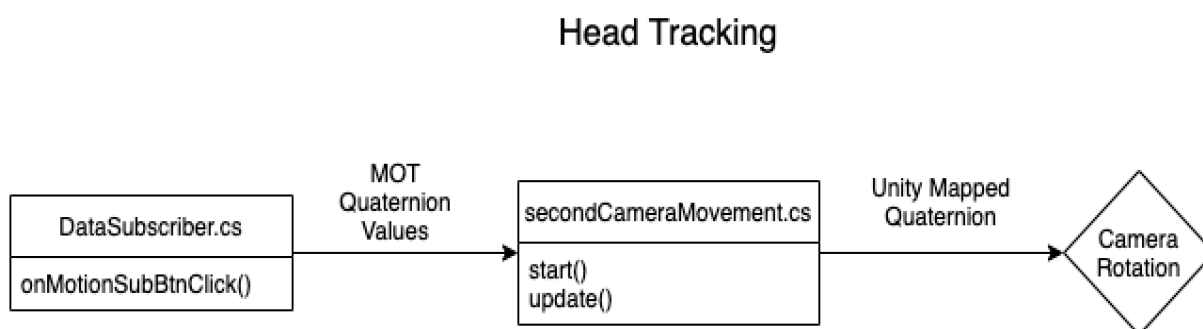 Head Tracking
DataSubscriber.cs
onMotionSubBtnClick()
MOT
Quaternion
Values
secondCameraMovement.cs
start()
update()
Unity Mapped
Quaternion
Camera
Rotation